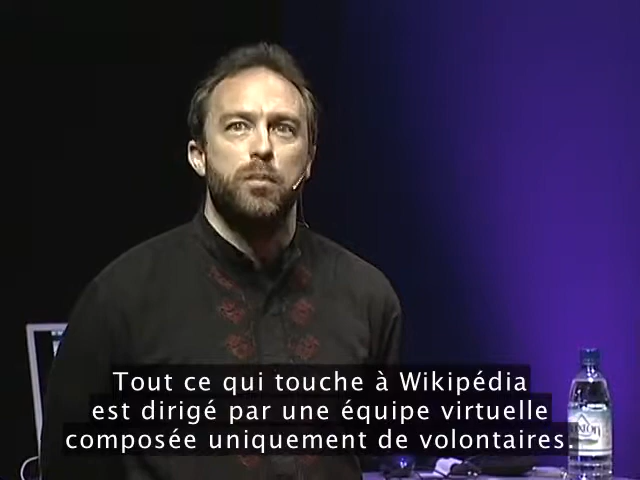 Tout ce qui touche à Wikipédia
est dirigé par une équipe virtuelle
composée uniquement de volontaires.